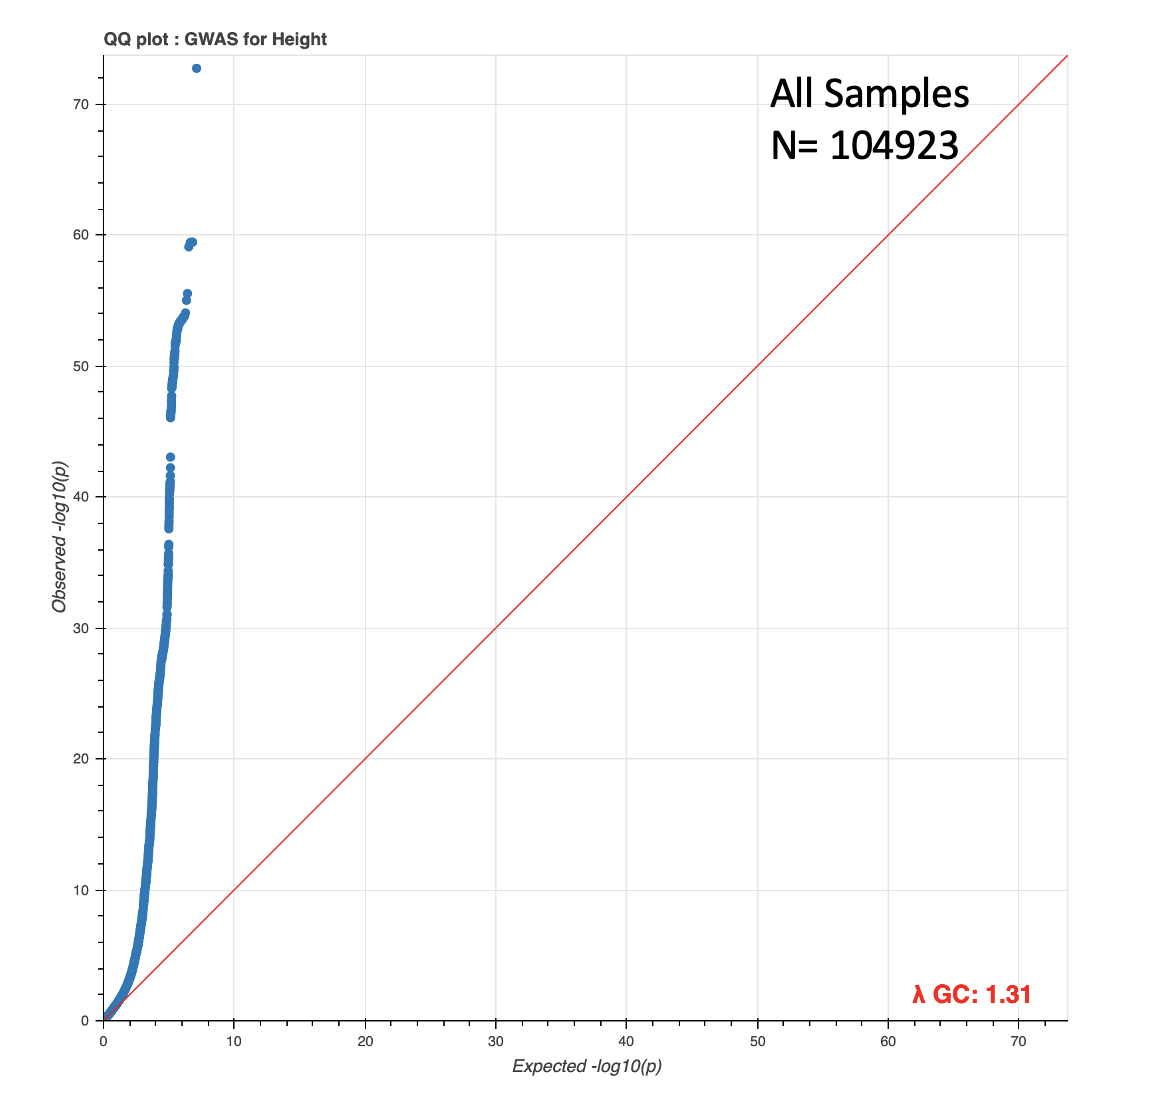 QQ plot : GWAS for Height
All Samples
N= 104923
70
60
50
40
30
20
10
0
Observed -log10(p)
λ GC: 1.31
0 10 20 30 40 50 60 70
Expected -log10(p)